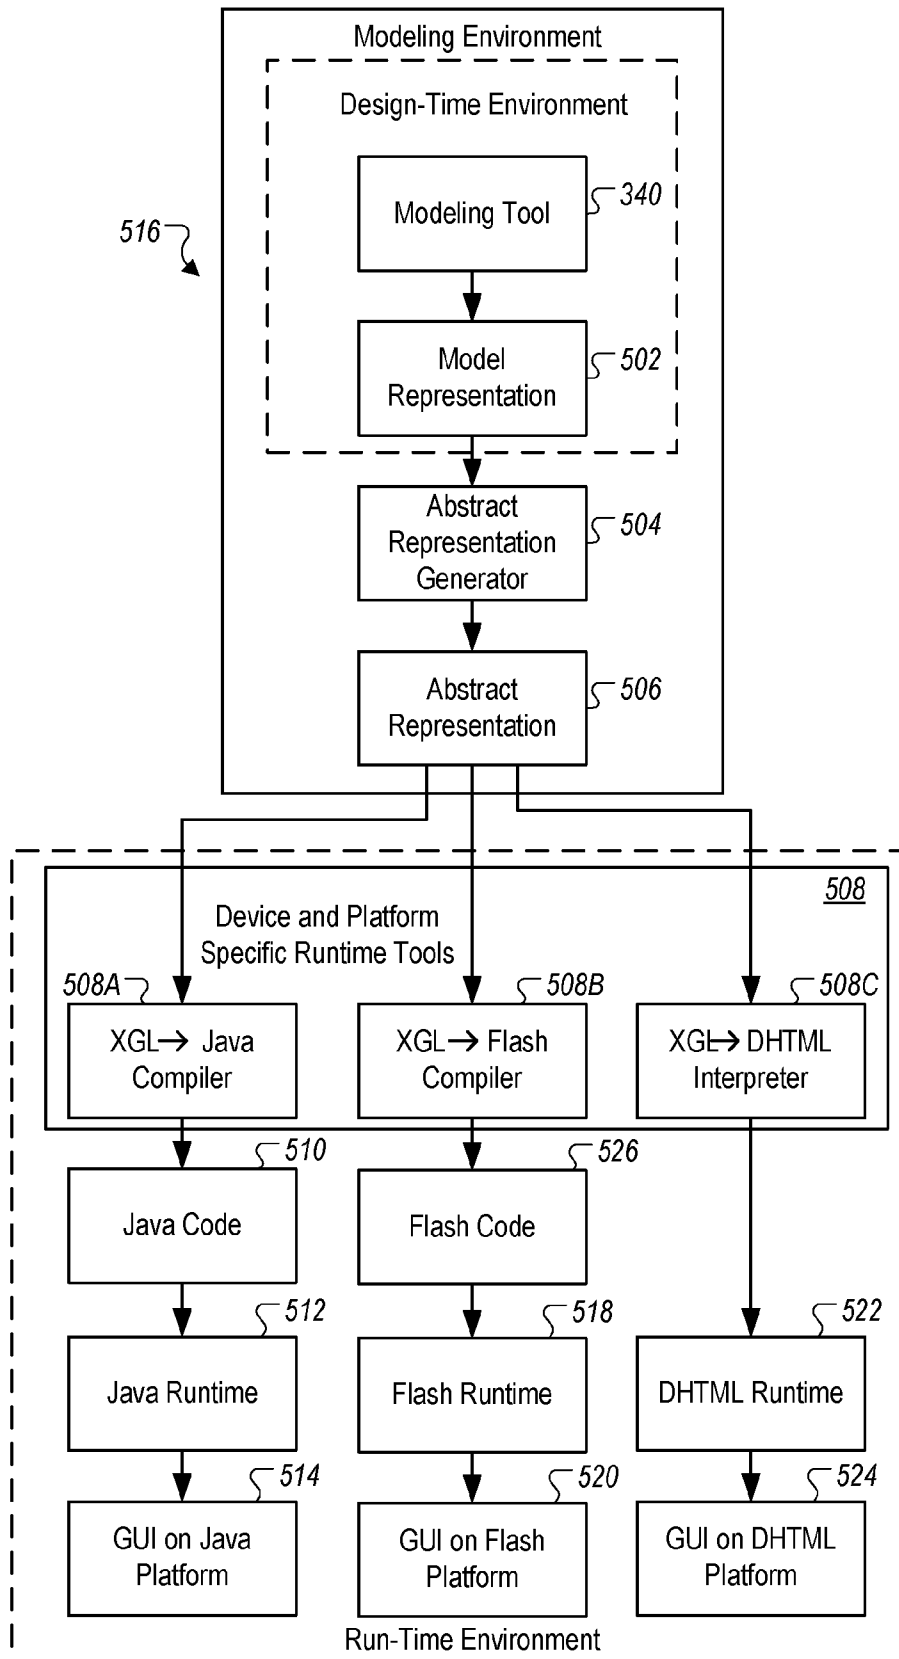 Modeling Environment
Design-Time Environment
Modeling Tool
340
516
Model
Representation
502
Abstract
Representation
Generator
504
Abstract
Representation
506
508
Device and Platform
Specific Runtime Tools
508A
508B
508C
XGL→ Java
Compiler
XGL→ Flash
Compiler
XGL→ DHTML
Interpreter
510
526
Java Code
Flash Code
512
518
522
Java Runtime
Flash Runtime
DHTML Runtime
514
520
524
GUI on Java
Platform
GUI on Flash
Platform
GUI on DHTML
Platform
Run-Time Environment